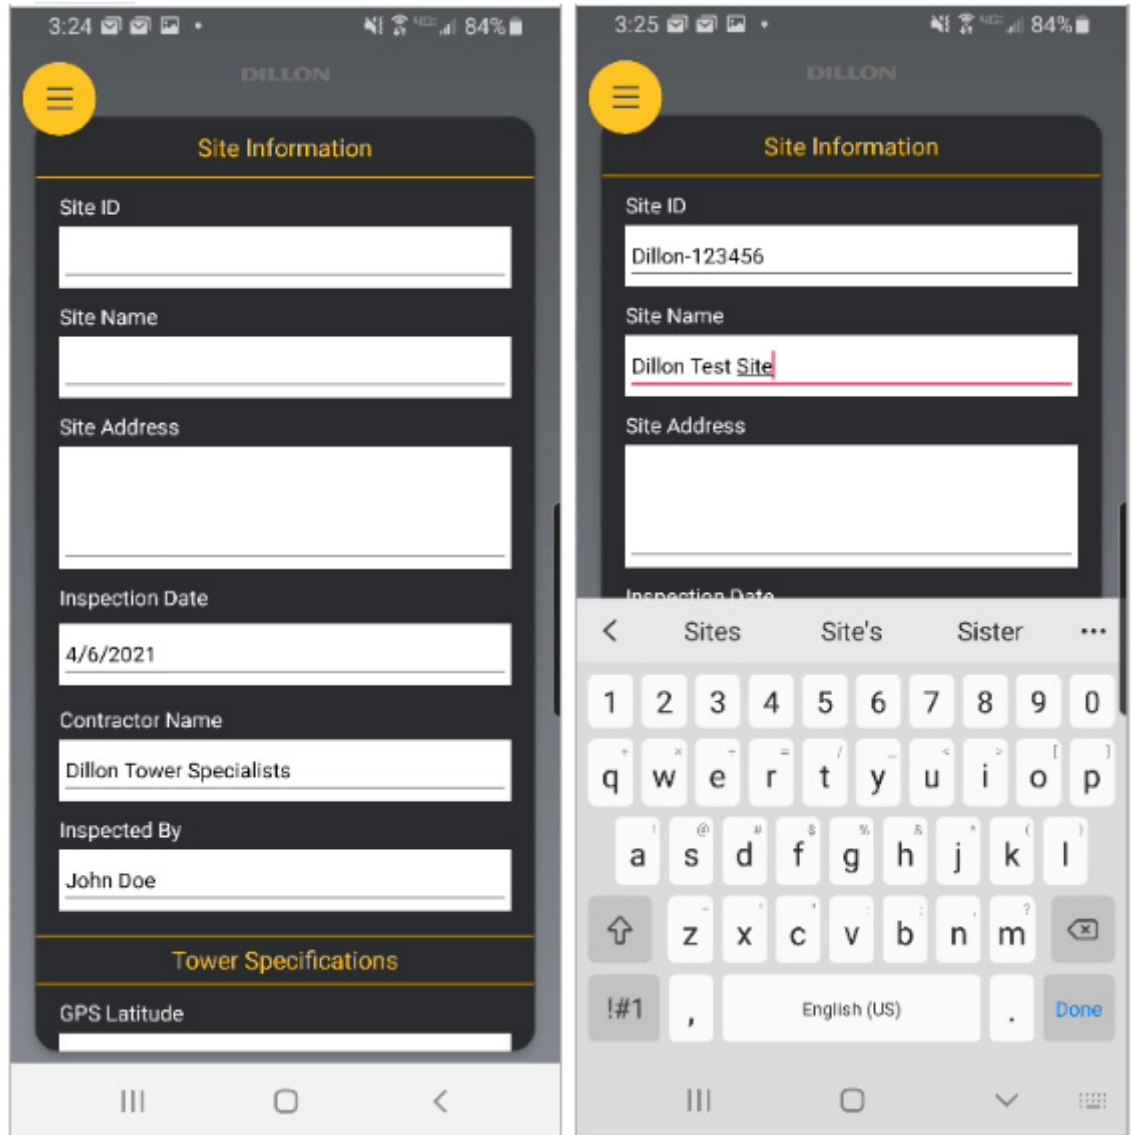 3:24 84%
DILLON
Site Information
Site ID
Site Name
Site Address
Inspection Date
4/6/2021
Contractor Name
Dillon Tower Specialists
Inspected By
John Doe
Tower Specifications
GPS Latitude
3:25 84%
DILLON
Site Information
Site ID
Dillon-123456
Site Name
Dillon Test Site
Site Address
Inspection Date
Sites Site's Sister
1 2 3 4 5 6 7 8 9 0
q w e r t y u i o p
a s d f g h j k l
z x c v b n m
!#1 , English (US) . Done